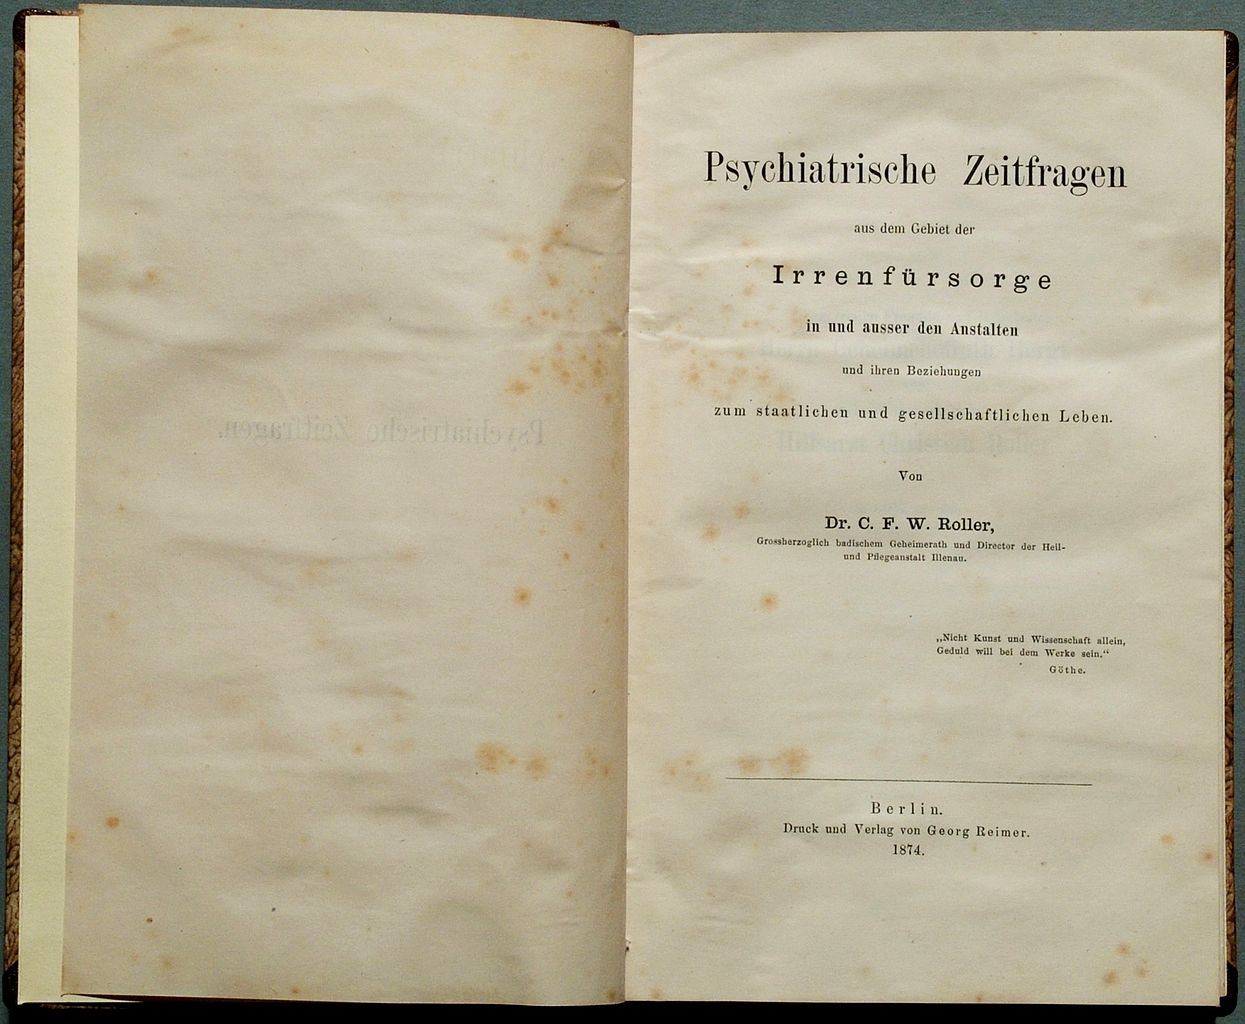 Psychiatrische Zeitfragen.
Psychiatrische Zeitfragen
aus dem Gebiet der
Irrenfürsorge
in und ausser den Anstalten
und ihren Beziehungen
zum staatlichen und gesellschaftlichen Leben.
Von
Dr. C. F. W. Roller,
Grossherzoglich badischem Geheimerath und Director der Heil-
und Pflegeanstalt Illenau.
„Nicht Kunst und Wissenschaft allein,
Geduld will bei dem Werke sein.“
Göthe.
Berlin.
Druck und Verlag von Georg Reimer.
1874.